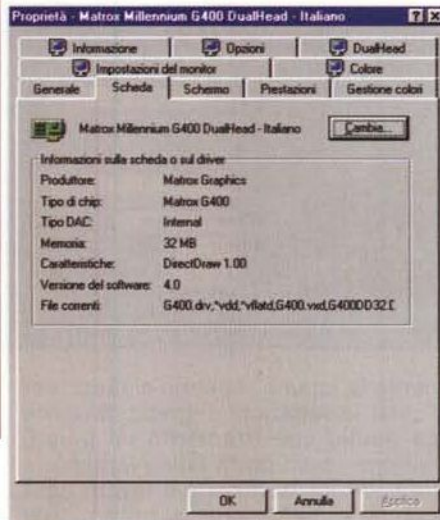 Proprietà - Matrox Millennium G400 DualHead - Italiano
Informazione
Opzioni
DualHead
Impostazioni del monitor
Colore
Generale
Scheda
Schermo
Prestazioni
Gestione colori
Matrox Millennium G400 DualHead - Italiano
Cambia...
Informazioni sulla scheda o sul driver
Produttore: Matrox Graphics
Tipo di chip: Matrox G400
Tipo DAC: Internal
Memoria: 32 MB
Caratteristiche: DirectDraw 1.00
Versione del software: 4.0
File correnti: G400.drv,*vdd,*vflatd,G400.vxd,G400DD32.D
OK
Annulla
Applica